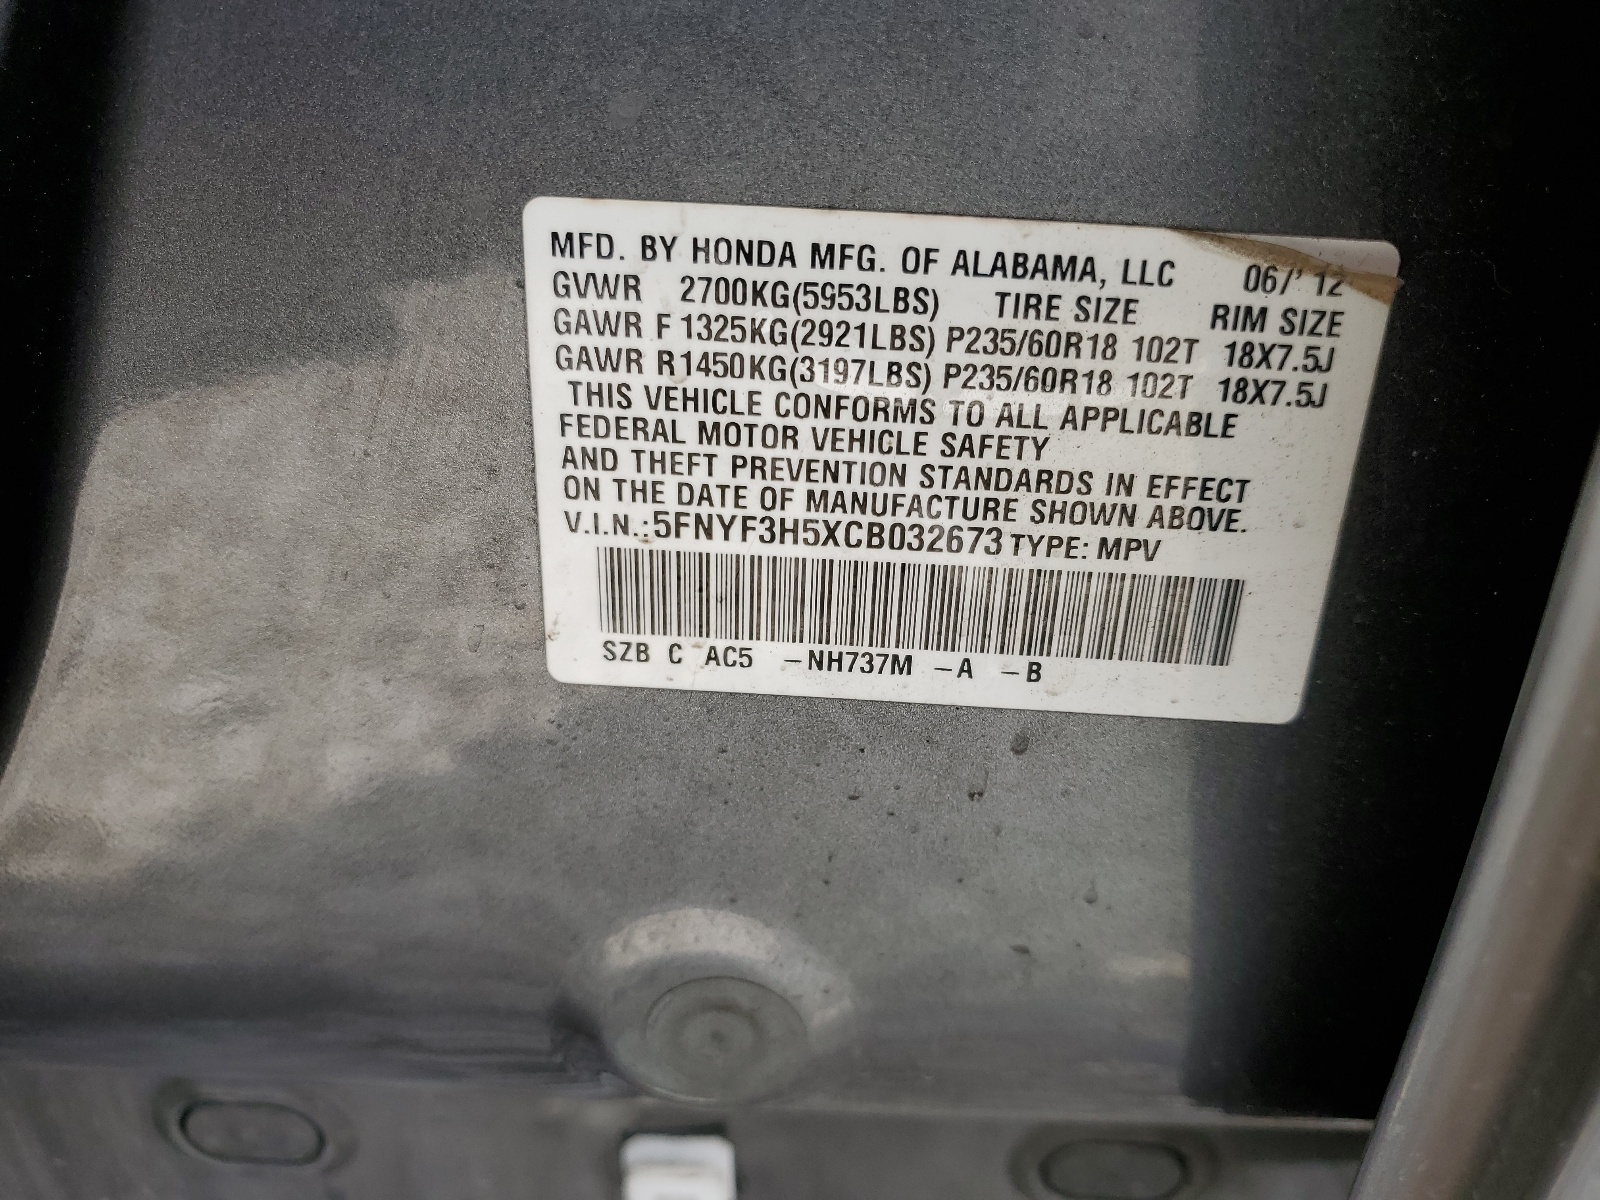 MFD. BY HONDA MFG. OF ALABAMA, LLC 06/'12
GVWR 2700KG(5953LBS) TIRE SIZE RIM SIZE
GAWR F 1325KG(2921LBS) P235/60R18 102T 18X7.5J
GAWR R1450KG(3197LBS) P235/60R18 102T 18X7.5J
THIS VEHICLE CONFORMS TO ALL APPLICABLE
FEDERAL MOTOR VEHICLE SAFETY
AND THEFT PREVENTION STANDARDS IN EFFECT
ON THE DATE OF MANUFACTURE SHOWN ABOVE.
V.I.N.:5FNYF3H5XCB032673 TYPE: MPV
SZB C AC5 -NH737M -A -B